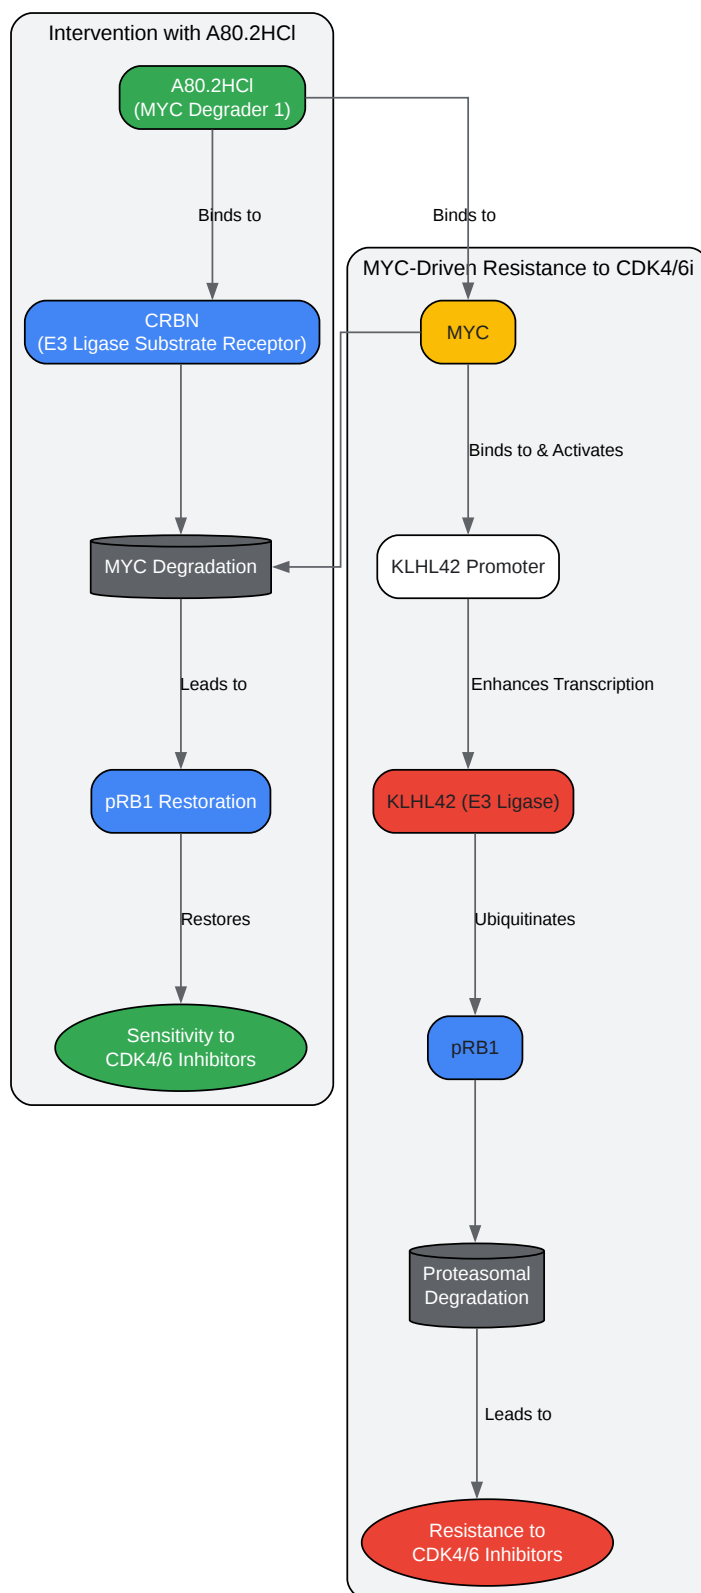 Intervention with A80.2HCl
A80.2HCl
(MYC Degrader 1)
Binds to
Binds to
MYC-Driven Resistance to CDK4/6i
CRBN
(E3 Ligase Substrate Receptor)
MYC
Binds to & Activates
MYC Degradation
KLHL42 Promoter
Leads to
Enhances Transcription
pRB1 Restoration
KLHL42 (E3 Ligase)
Restores
Ubiquitinates
Sensitivity to
CDK4/6 Inhibitors
pRB1
Proteasomal
Degradation
Leads to
Resistance to
CDK4/6 Inhibitors